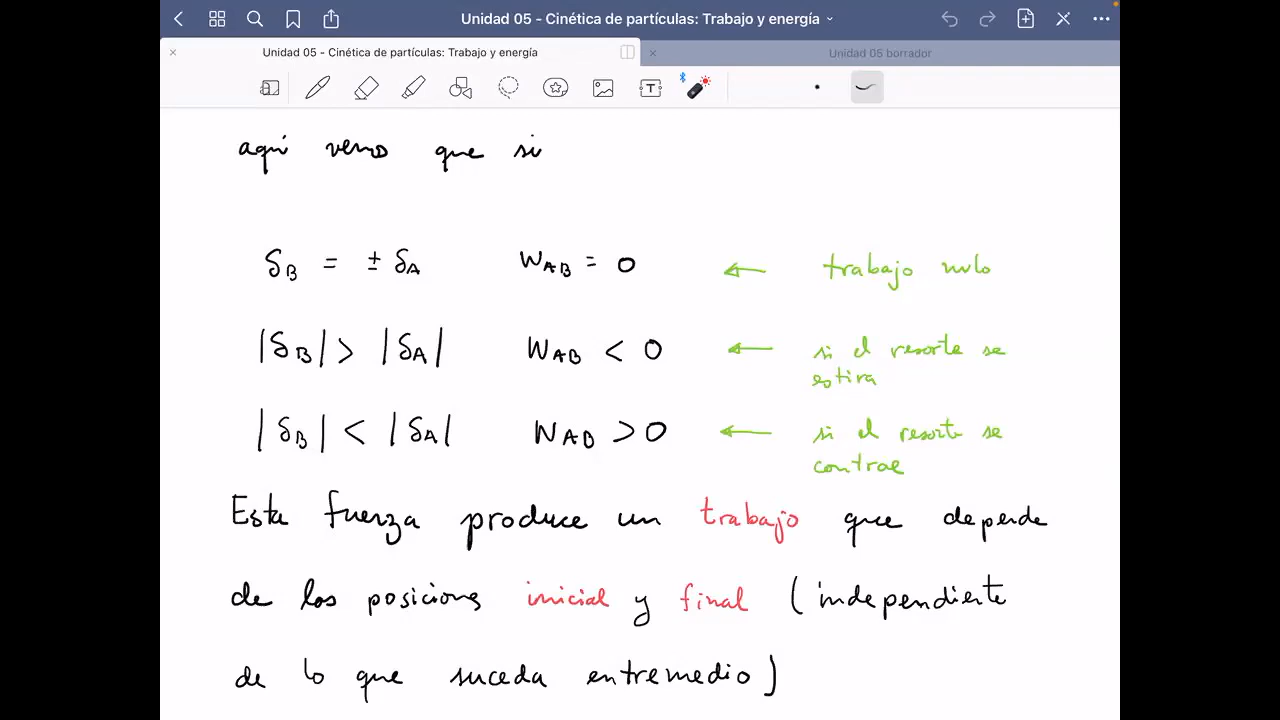 Unidad 05 - Cinética de partículas: Trabajo y energía
Unidad 05 - Cinética de partículas: Trabajo y energía
Unidad 05 borrador
T
aquí vemos que si
δB = ± δA WAB = 0 ← trabajo nulo
|δB| > |δA| WAB < 0 ← si el resorte se
estira
|δB| < |δA| WAB > 0 ← si el resorte se
contrae
Esta fuerza produce un trabajo que depende
de las posiciones inicial y final (independiente
de lo que suceda entremedio)